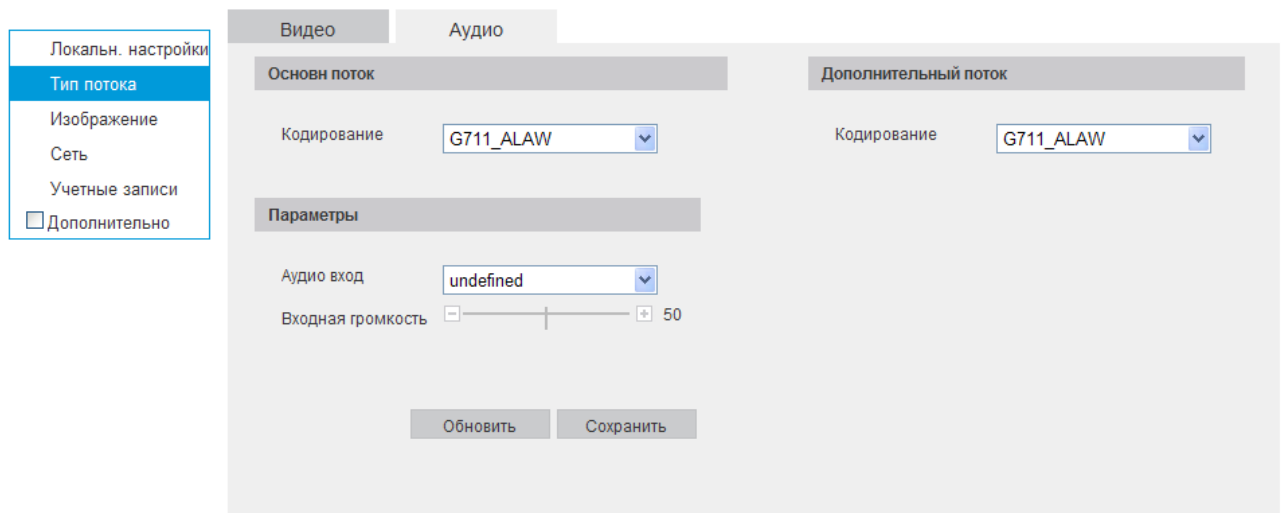 Локальн. настройки
Тип потока
Изображение
Сеть
Учетные записи
Дополнительно
Видео
Аудио
Основн поток
Кодирование
G711_ALAW
Дополнительный поток
Кодирование
G711_ALAW
Параметры
Аудио вход
undefined
Входная громкость
50
Обновить
Сохранить